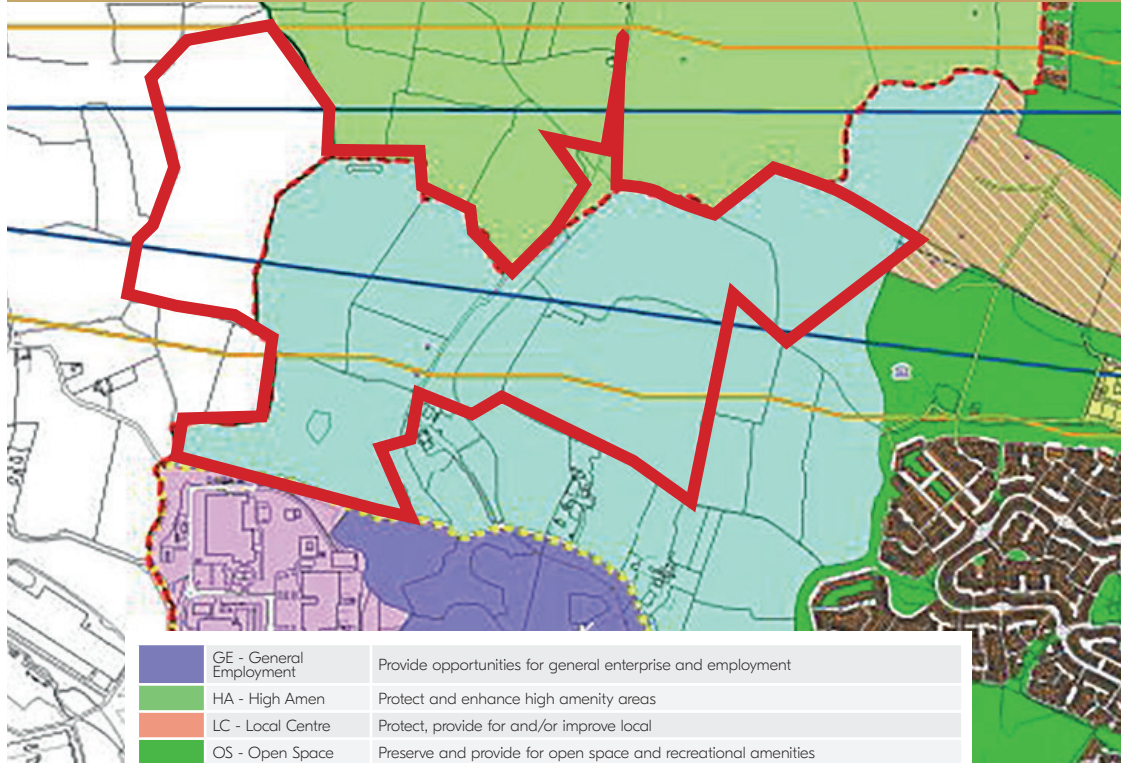 GE - General
Employment
Provide opportunities for general enterprise and employment
HA - High Amen
Protect and enhance high amenity areas
LC - Local Centre
Protect, provide for and/or improve local
OS - Open Space
Preserve and provide for open space and recreational amenities